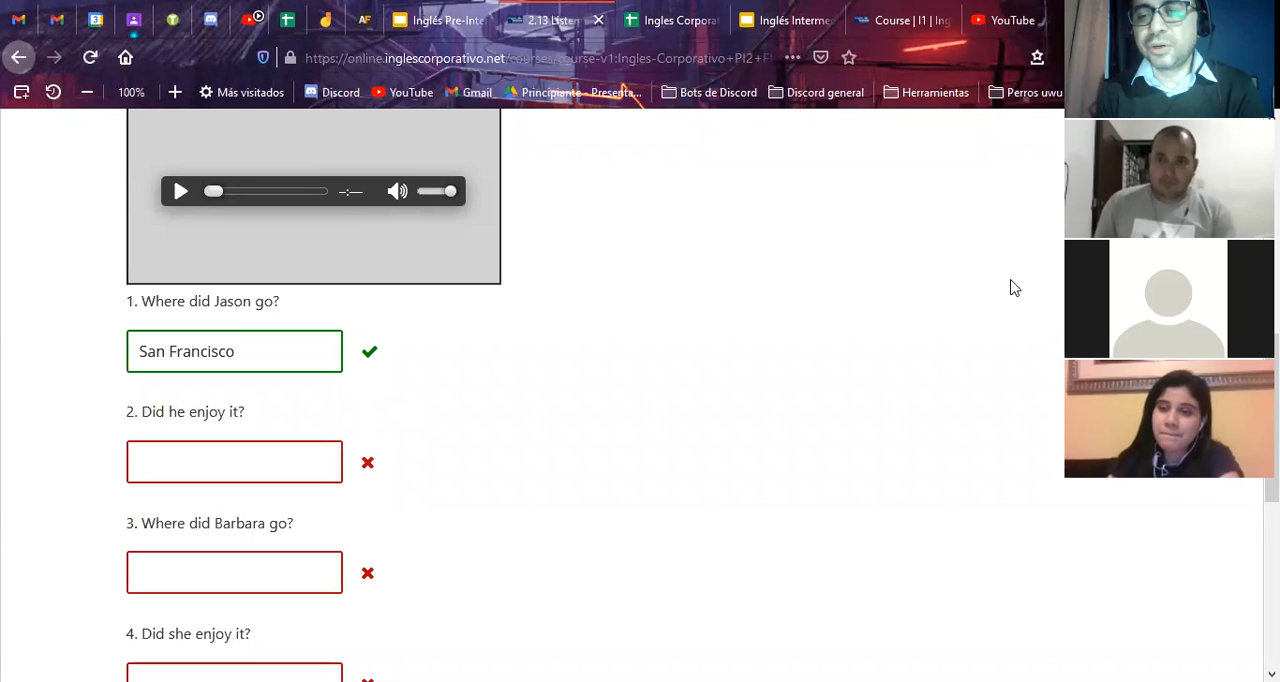 AF Inglés Pre-Inte 2.13 Listen Ingles Corpora Inglés Interme Course | I1 | Ing YouTube
https://online.inglescorporativo.net/courses/course-v1:Ingles-Corporativo+PI2+F
100% Más visitados Discord YouTube Gmail Principiante - Presenta... Bots de Discord Discord general Herramientas Perros uwu
-:--
1. Where did Jason go?
San Francisco
2. Did he enjoy it?
3. Where did Barbara go?
4. Did she enjoy it?